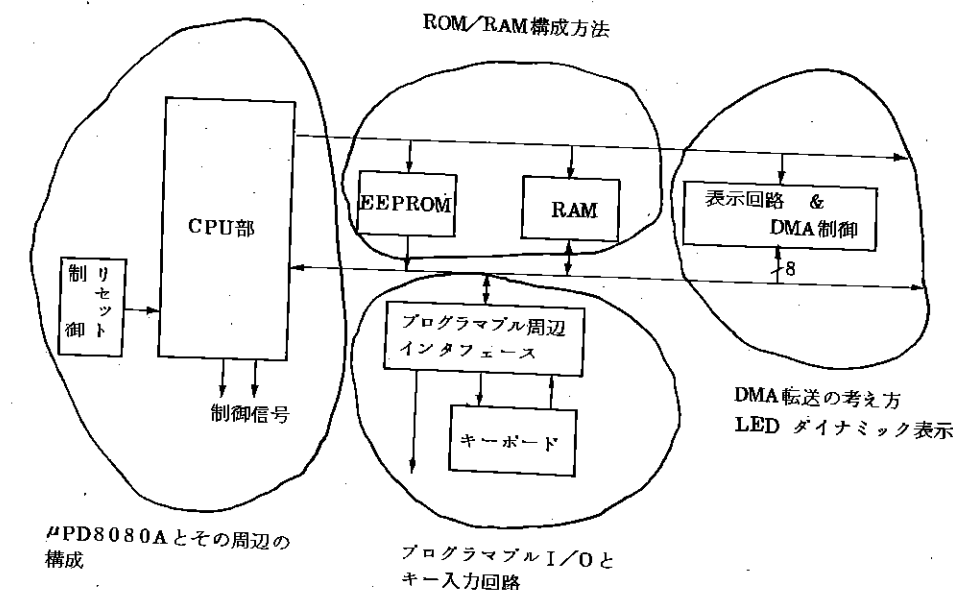 ROM/RAM構成方法
CPU部
EEPROM
RAM
表示回路 &
DMA制御
8
リセット
制御
制御信号
プログラマブル周辺
インタフェース
キーボード
DMA転送の考え方
LED ダイナミック表示
μPD8080Aとその周辺の
構成
プログラマブルI/Oと
キー入力回路